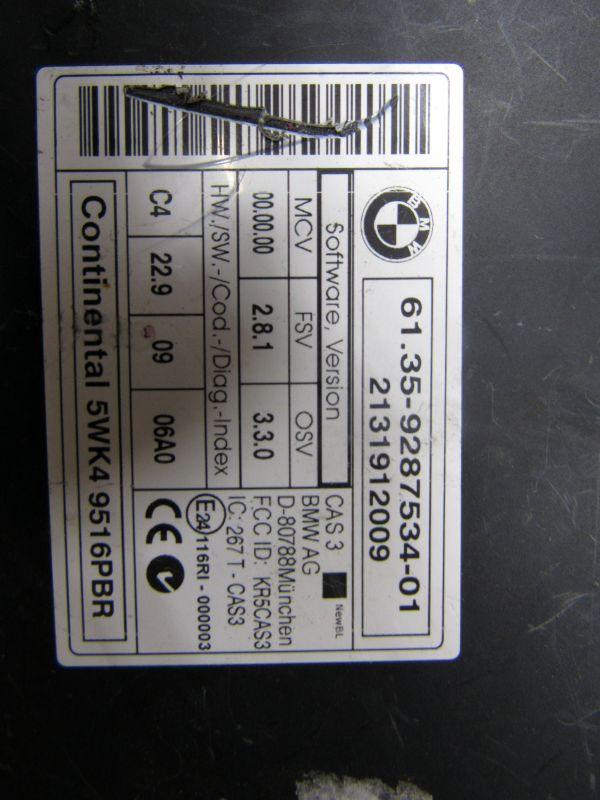 BMW
61.35-9287534-01
2131912009
Software, Version
MCV FSV OSV
00.00.00 2.8.1 3.3.0
HW./SW.-/Cod.-/Diag.-Index
C4 22.9 09 06A0
Continental 5WK4 9516PBR
CAS 3
NewBL
BMW AG
D-80788München
FCC ID: KR5CAS3
IC: 267 T - CAS3
E24/116RI - 000003
CE